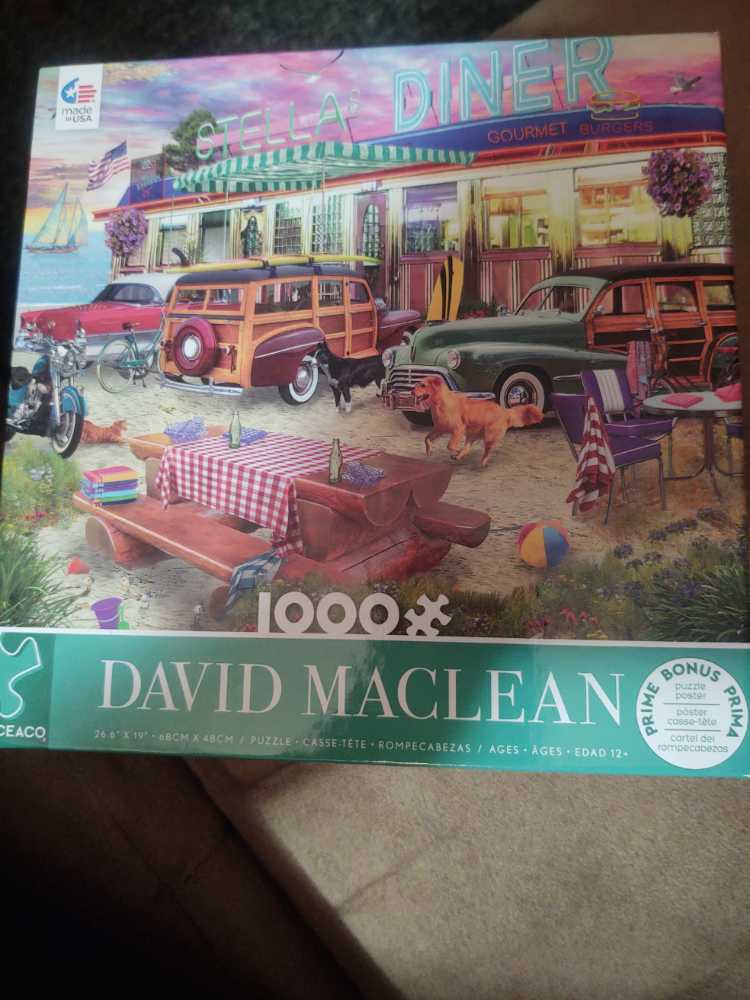 made
in USA
STELLA'S DINER
GOURMET BURGERS
1000
DAVID MACLEAN
26.6" X 19" • 68CM X 48CM / PUZZLE • CASSE-TÊTE • ROMPECABEZAS / AGES • ÂGES • EDAD 12+
CEACO
PRIME BONUS PRIMA
puzzle
poster
pòster
casse-tête
cartel del
rompecabezas